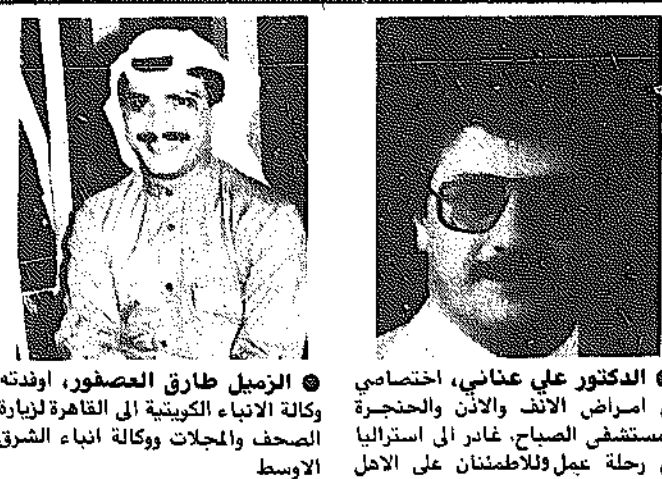 الدكتور علي عناني، اختصاصي
امراض الانف والاذن والحنجرة
مستشفى الصباح، غادر الى استراليا
رحلة عمل وللاطمئنان على الاهل
الزميل طارق العصفور، اوفدته
وكالة الانباء الكويتية الى القاهرة لزيارة
الصحف والمجلات ووكالة انباء الشرق
الاوسط